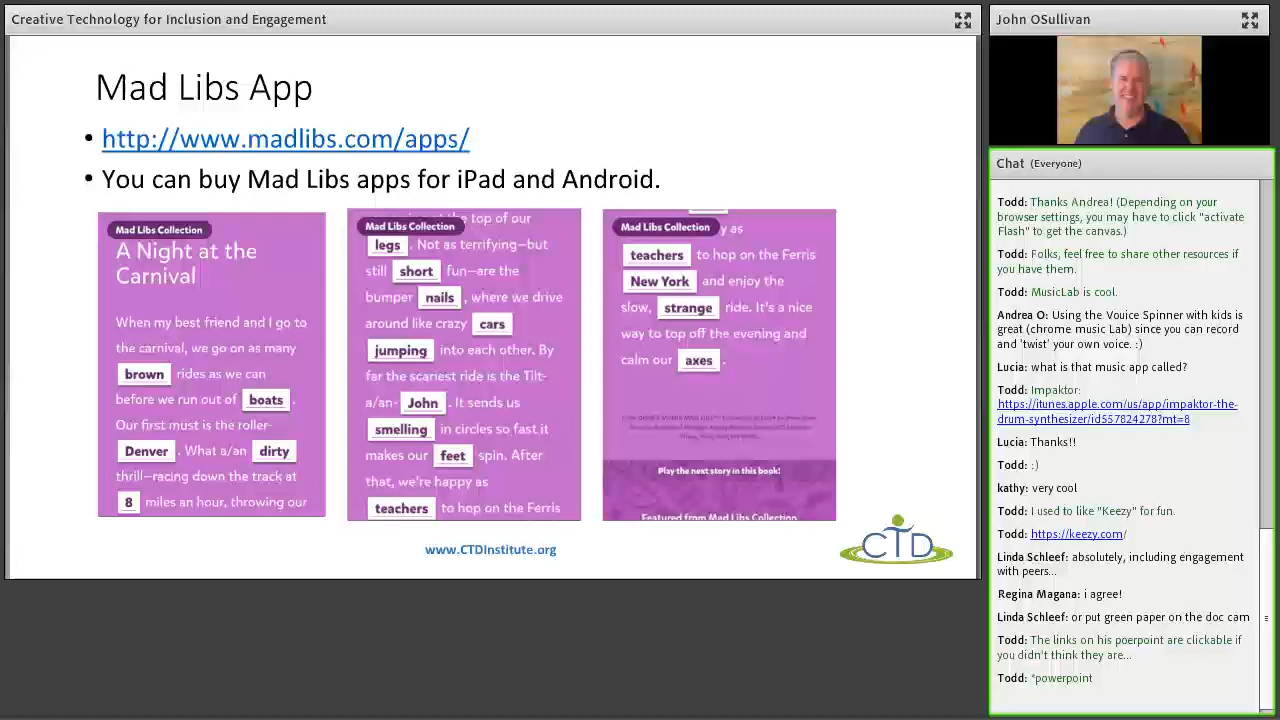 Creative Technology for Inclusion and Engagement
Mad Libs App
• http://www.madlibs.com/apps/
• You can buy Mad Libs apps for iPad and Android.
Mad Libs Collection
A Night at the
Carnival
When my best friend and I go to
the carnival, we go on as many
brown rides as we can
before we run out of boats .
Our first must is the roller-
Denver . What a/an dirty
thrill—racing down the track at
8 miles an hour, throwing our
at the top of our
Mad Libs Collection
legs . Not as terrifying—but
still short fun—are the
bumper nails , where we drive
around like crazy cars
jumping into each other. By
far the scariest ride is the Tilt-
a/an- John . It sends us
smelling in circles so fast it
makes our feet spin. After
that, we're happy as
teachers to hop on the Ferris
Mad Libs Collection
y as
teachers to hop on the Ferris
New York and enjoy the
slow, strange ride. It's a nice
way to top off the evening and
calm our axes .
Play the next story in this book!
Featured from Mad Libs Collection
www.CTDInstitute.org
CTD
John OSullivan
Chat (Everyone)
Todd: Thanks Andrea! (Depending on your
browser settings, you may have to click "activate
Flash" to get the canvas.)
Todd: Folks, feel free to share other resources if
you have them.
Todd: MusicLab is cool.
Andrea O: Using the Vouice Spinner with kids is
great (chrome music Lab) since you can record
and 'twist' your own voice. :)
Lucia: what is that music app called?
Todd: Impaktor:
https://itunes.apple.com/us/app/impaktor-the-
drum-synthesizer/id557824278?mt=8
Lucia: Thanks!!
Todd: :)
kathy: very cool
Todd: I used to like "Keezy" for fun.
Todd: https://keezy.com/
Linda Schleef: absolutely, including engagement
with peers...
Regina Magana: i agree!
Linda Schleef: or put green paper on the doc cam
Todd: The links on his poerpoint are clickable if
you didn't think they are...
Todd: *powerpoint